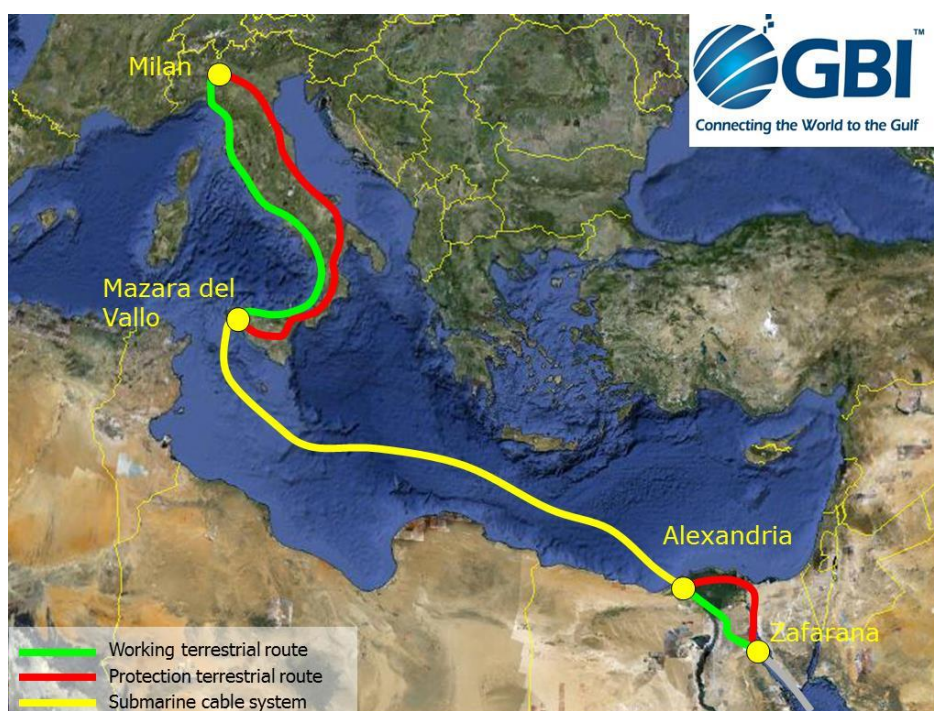 Milan
GBI™
Connecting the World to the Gulf
Mazara del
Vallo
Alexandria
Zafarana
Working terrestrial route
Protection terrestrial route
Submarine cable system